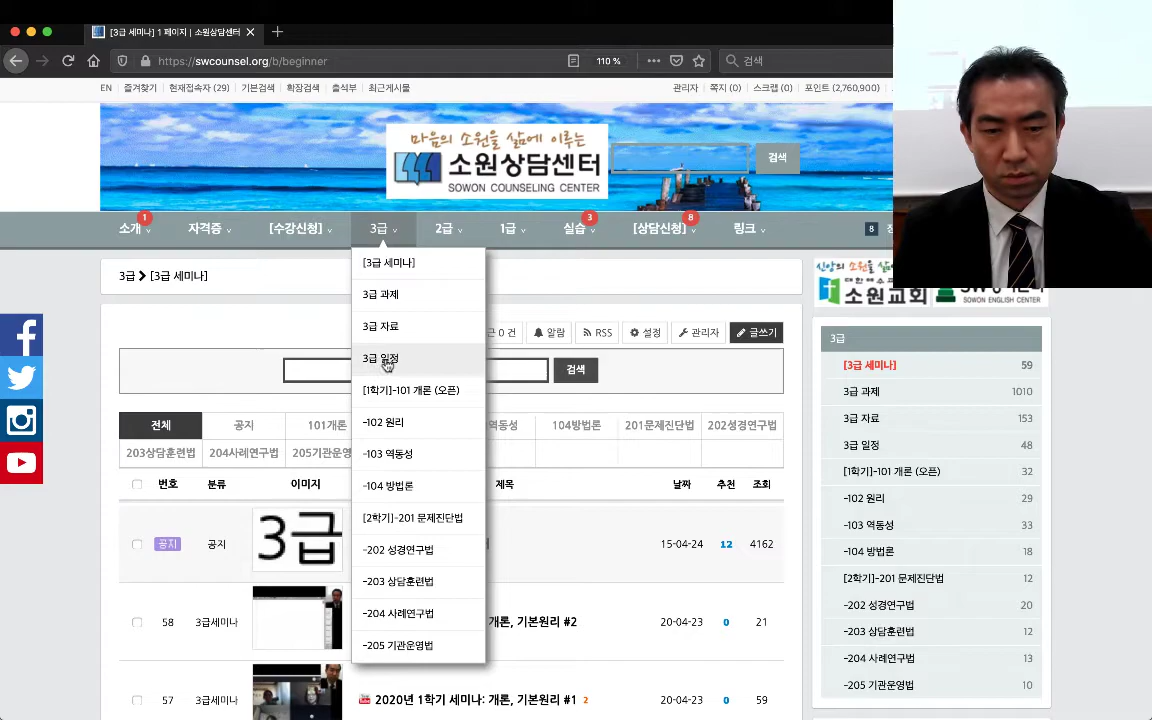 [3급 세미나] 1 페이지 | 소원상담센터
https://swcounsel.org/b/beginner
110 %
검색
EN 즐겨찾기 현재접속자 (29) 기본검색 확장검색 출석부 최근게시물
관리자 쪽지 (0) 스크랩 (0) 포인트 (2,760,900)
마음의 소원을 삶에 이루는
소원상담센터
SOWON COUNSELING CENTER
검색
소개 1 자격증 [수강신청] 3급 2급 1급 실습 3 [상담신청] 8 링크 8
3급 [3급 세미나]
[3급 세미나]
3급 과제
3급 자료
3급 일정
[1학기]-101 개론 (오픈)
-102 원리
-103 역동성
-104 방법론
[2학기]-201 문제진단법
-202 성경연구법
-203 상담훈련법
-204 사례연구법
-205 기관운영법
신앙의 소원을
소원교회
SOWON ENGLISH CENTER
0 건 알람 RSS 설정 관리자 글쓰기
검색
전체 공지 101개론 역동성 104방법론 201문제진단법 202성경연구법
203상담훈련법 204사례연구법 205기관운영
번호 분류 이미지 제목 날짜 추천 조회
공지 공지 3급 15-04-24 12 4162
58 3급세미나 개론, 기본원리 #2 20-04-23 0 21
57 3급세미나 2020년 1학기 세미나: 개론, 기본원리 #1 2 20-04-23 0 59
3급
[3급 세미나] 59
3급 과제 1010
3급 자료 153
3급 일정 48
[1학기]-101 개론 (오픈) 32
-102 원리 29
-103 역동성 33
-104 방법론 18
[2학기]-201 문제진단법 12
-202 성경연구법 20
-203 상담훈련법 12
-204 사례연구법 13
-205 기관운영법 10